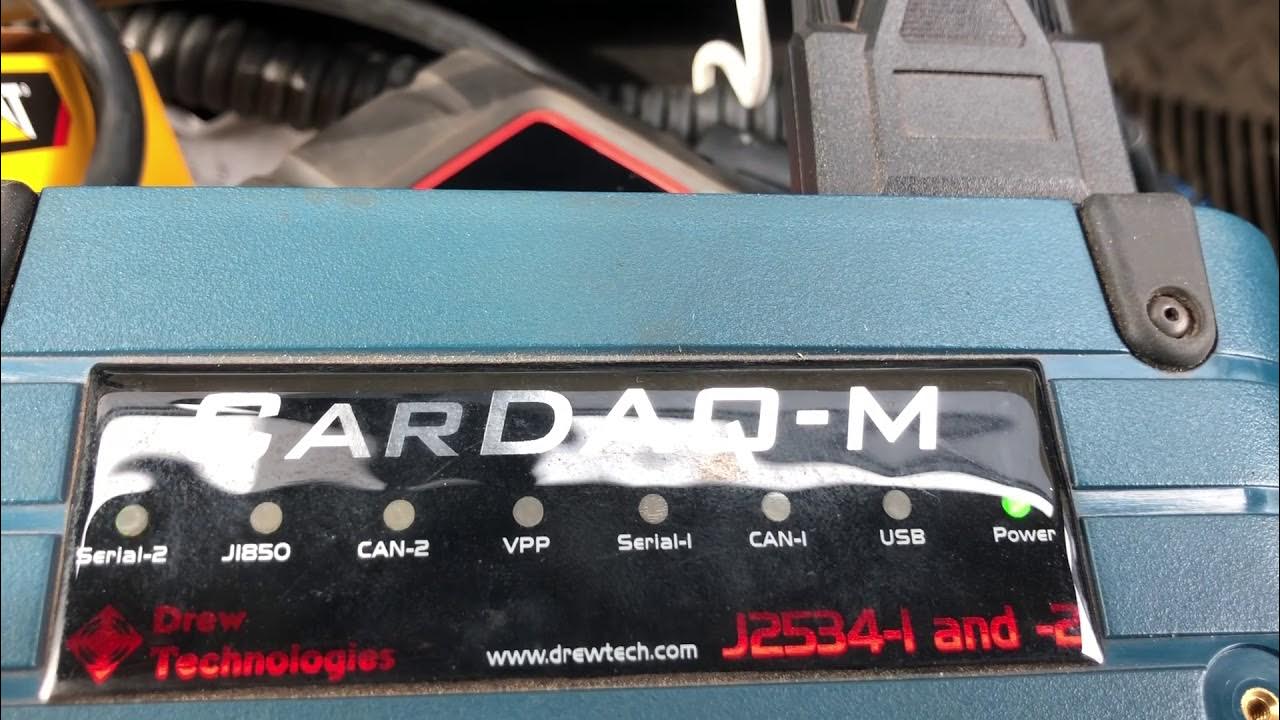 CarDAQ-M
Serial-2 J1850 CAN-2 VPP Serial-1 CAN-1 USB Power
Drew
Technologies
www.drewtech.com
J2534-1 and -2